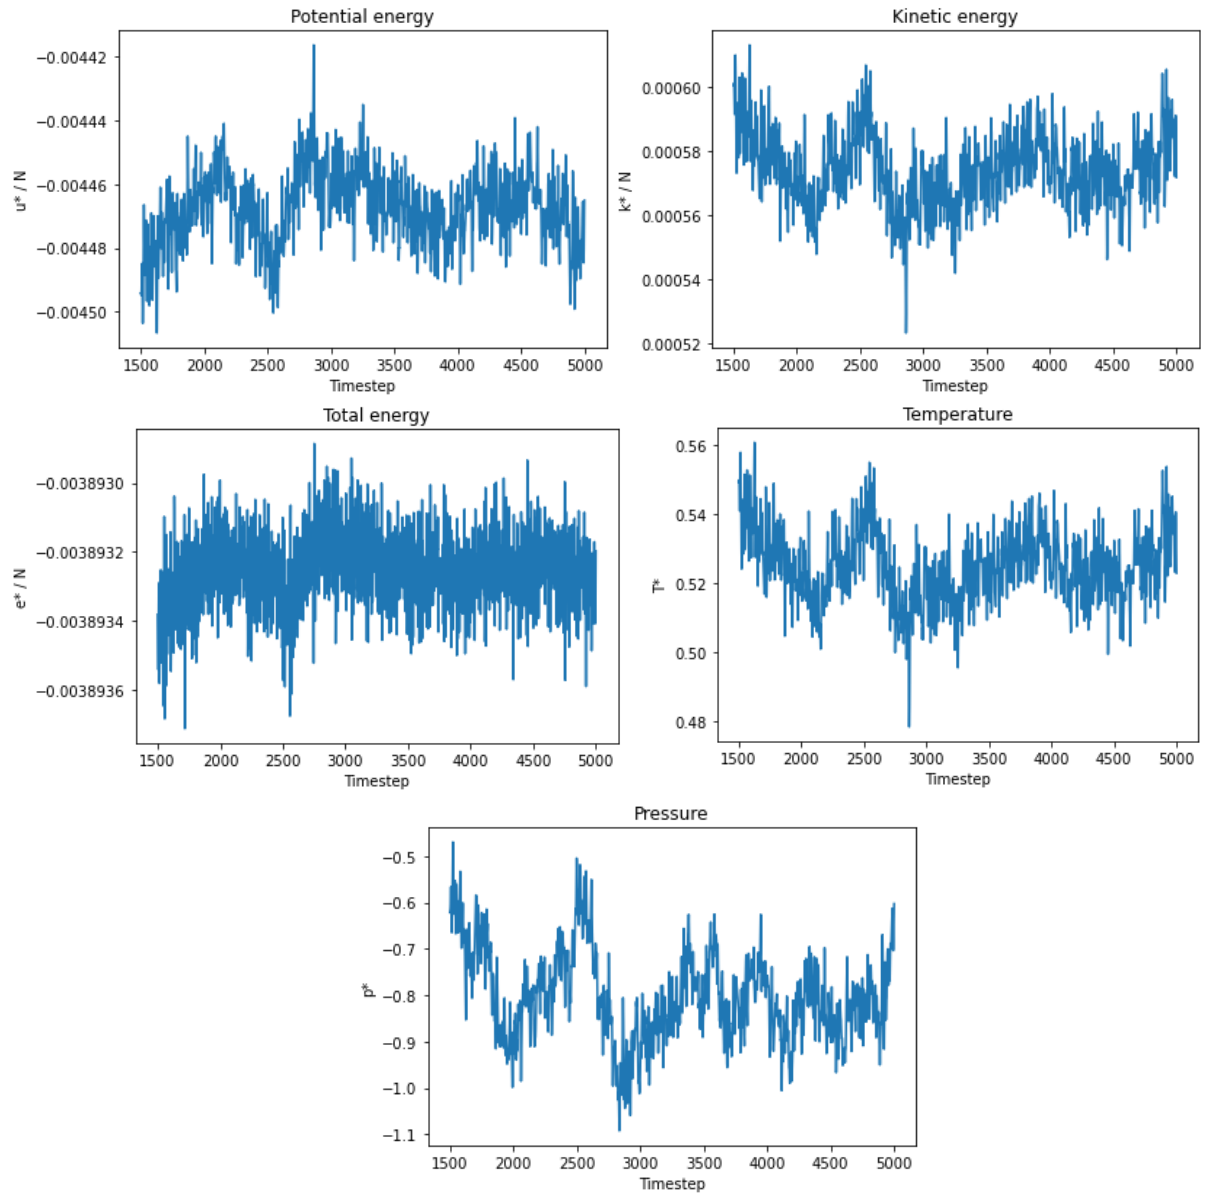 Potential energy
−0.00442
−0.00444
−0.00446
−0.00448
−0.00450
u* / N
1500 2000 2500 3000 3500 4000 4500 5000
Timestep
Kinetic energy
0.00060
0.00058
0.00056
0.00054
0.00052
k* / N
1500 2000 2500 3000 3500 4000 4500 5000
Timestep
Total energy
−0.0038930
−0.0038932
−0.0038934
−0.0038936
e* / N
1500 2000 2500 3000 3500 4000 4500 5000
Timestep
Temperature
0.56
0.54
0.52
0.50
0.48
T*
1500 2000 2500 3000 3500 4000 4500 5000
Timestep
Pressure
−0.5
−0.6
−0.7
−0.8
−0.9
−1.0
−1.1
p*
1500 2000 2500 3000 3500 4000 4500 5000
Timestep